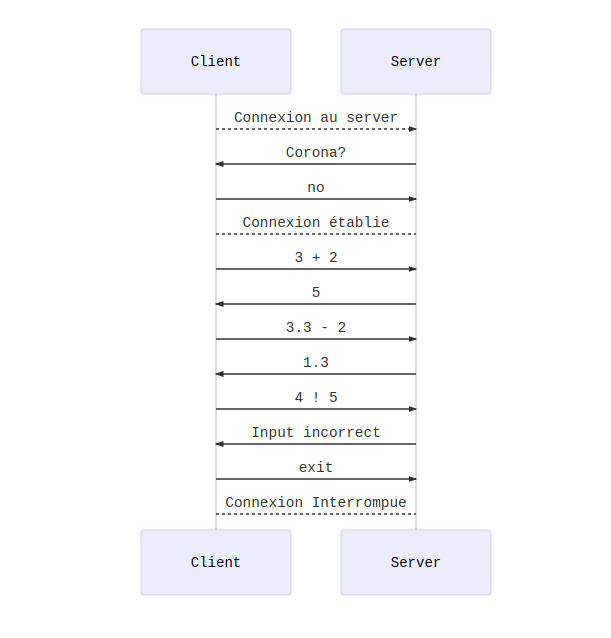 Client
Server
Connexion au server
Corona?
no
Connexion établie
3 + 2
5
3.3 - 2
1.3
4 ! 5
Input incorrect
exit
Connexion Interrompue
Client
Server